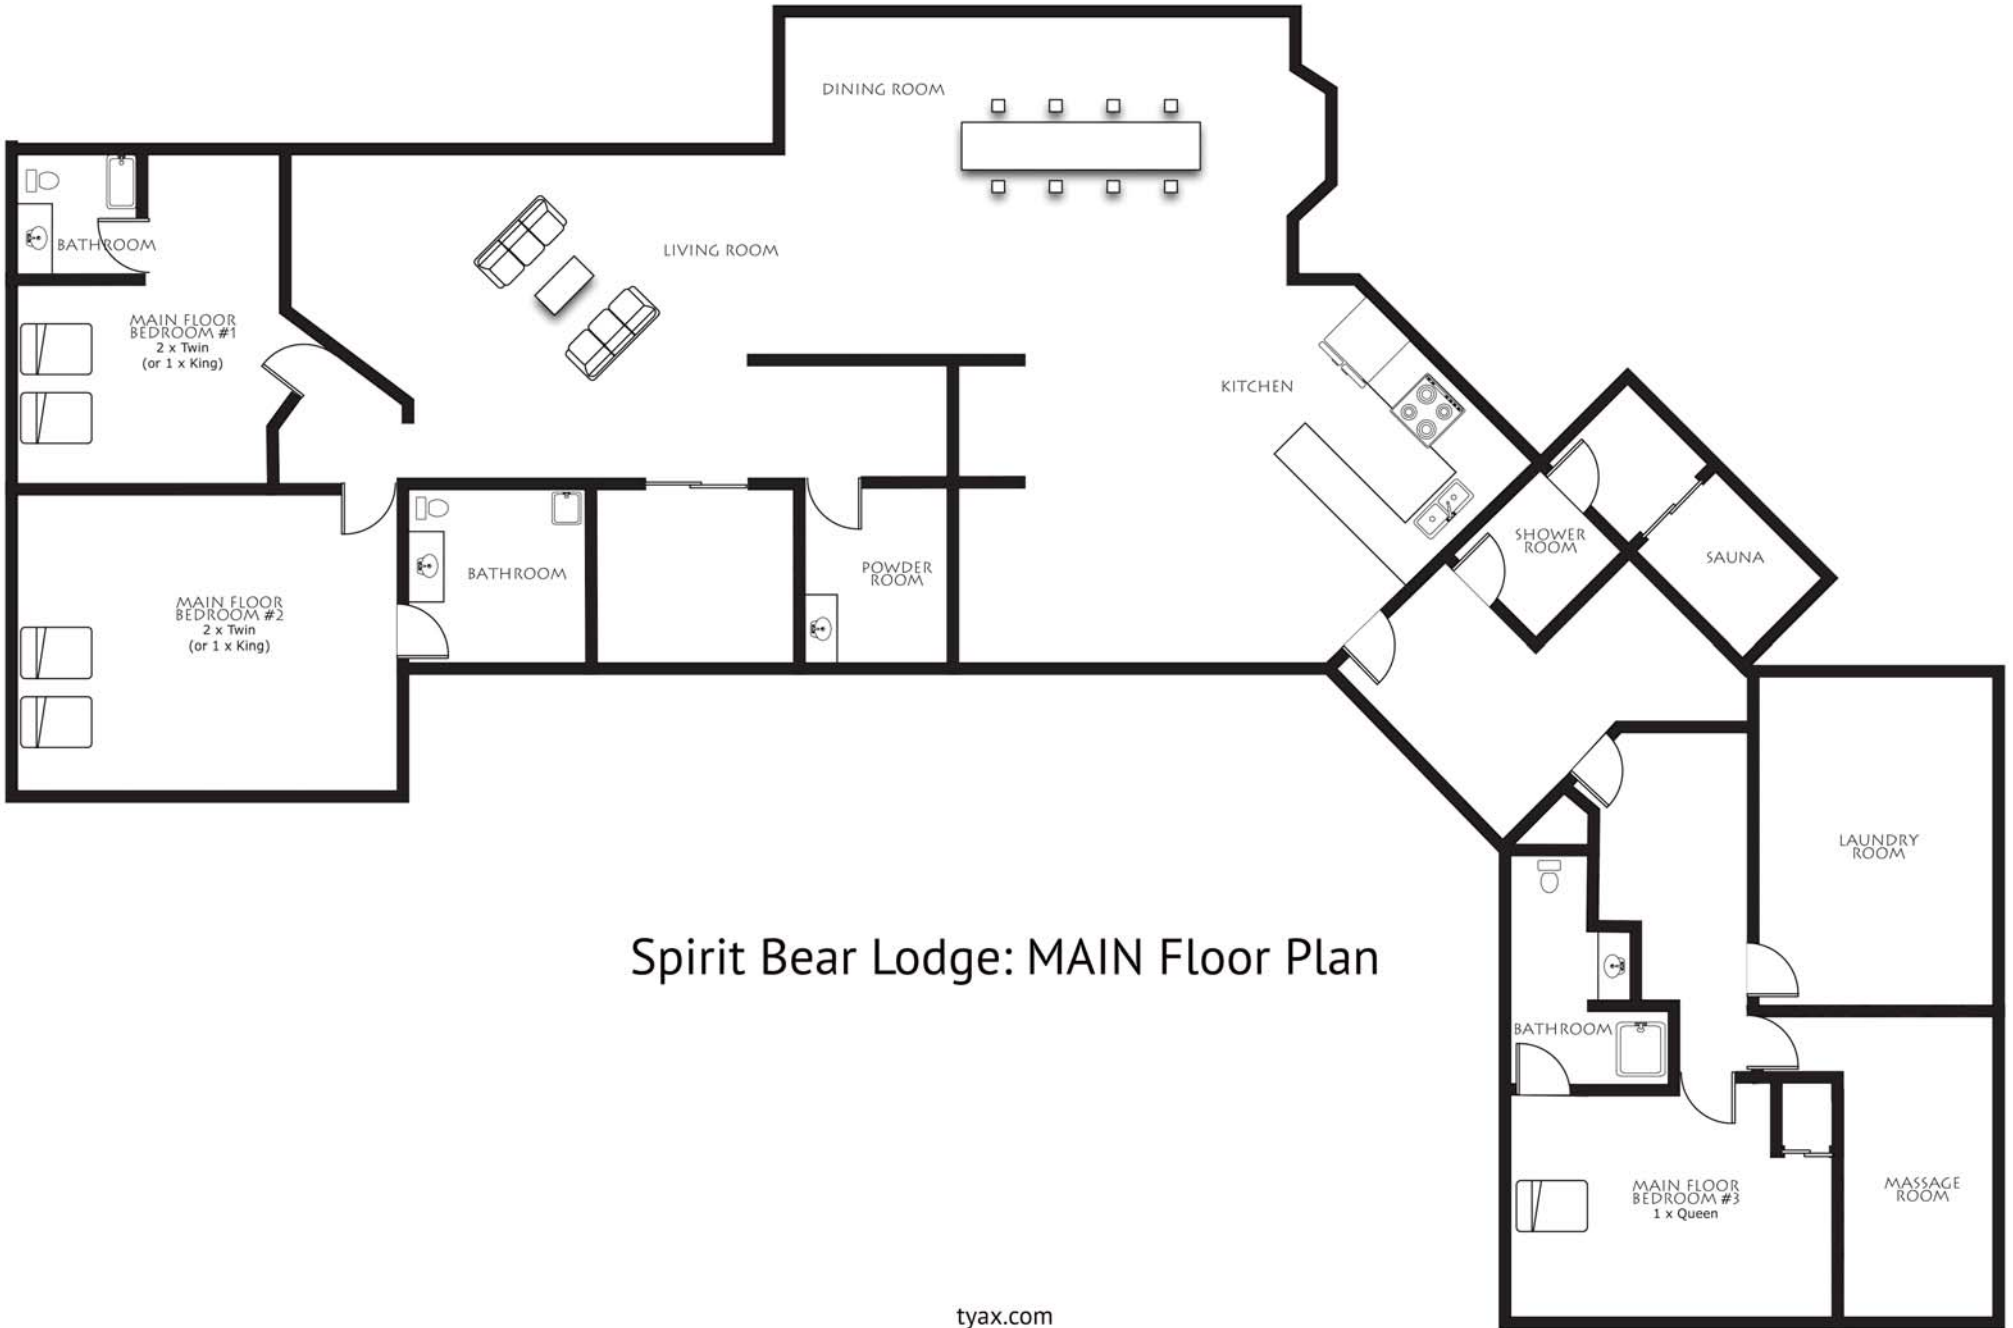 DINING ROOM
LIVING ROOM
BATHROOM
MAIN FLOOR
BEDROOM #1
2 x Twin
(or 1 x King)
KITCHEN
SHOWER
ROOM
SAUNA
BATHROOM
POWDER
ROOM
MAIN FLOOR
BEDROOM #2
2 x Twin
(or 1 x King)
LAUNDRY
ROOM
Spirit Bear Lodge: MAIN Floor Plan
BATHROOM
MAIN FLOOR
BEDROOM #3
1 x Queen
MASSAGE
ROOM
tyax.com